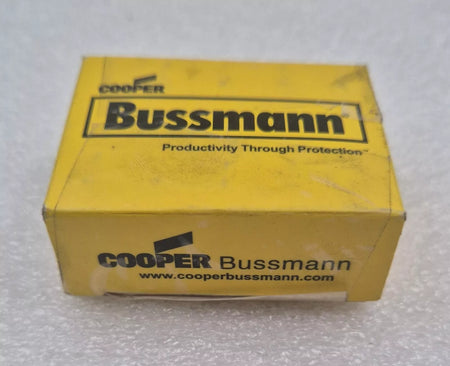 COOPER
Bussmann
Productivity Through Protection™
COOPER Bussmann
www.cooperbussmann.com